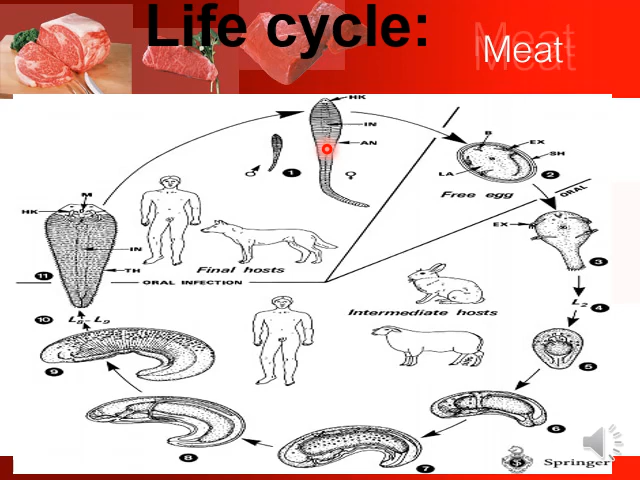 Life cycle:
Meat
HK
IN
AN
♂
1
♀
B
EX
SH
LA
2
Free egg
ORAL
M
HK
EX
3
IN
Final hosts
TH
11
ORAL INFECTION
L2
4
Intermediate hosts
10
L8-L9
5
9
6
8
7
Springer